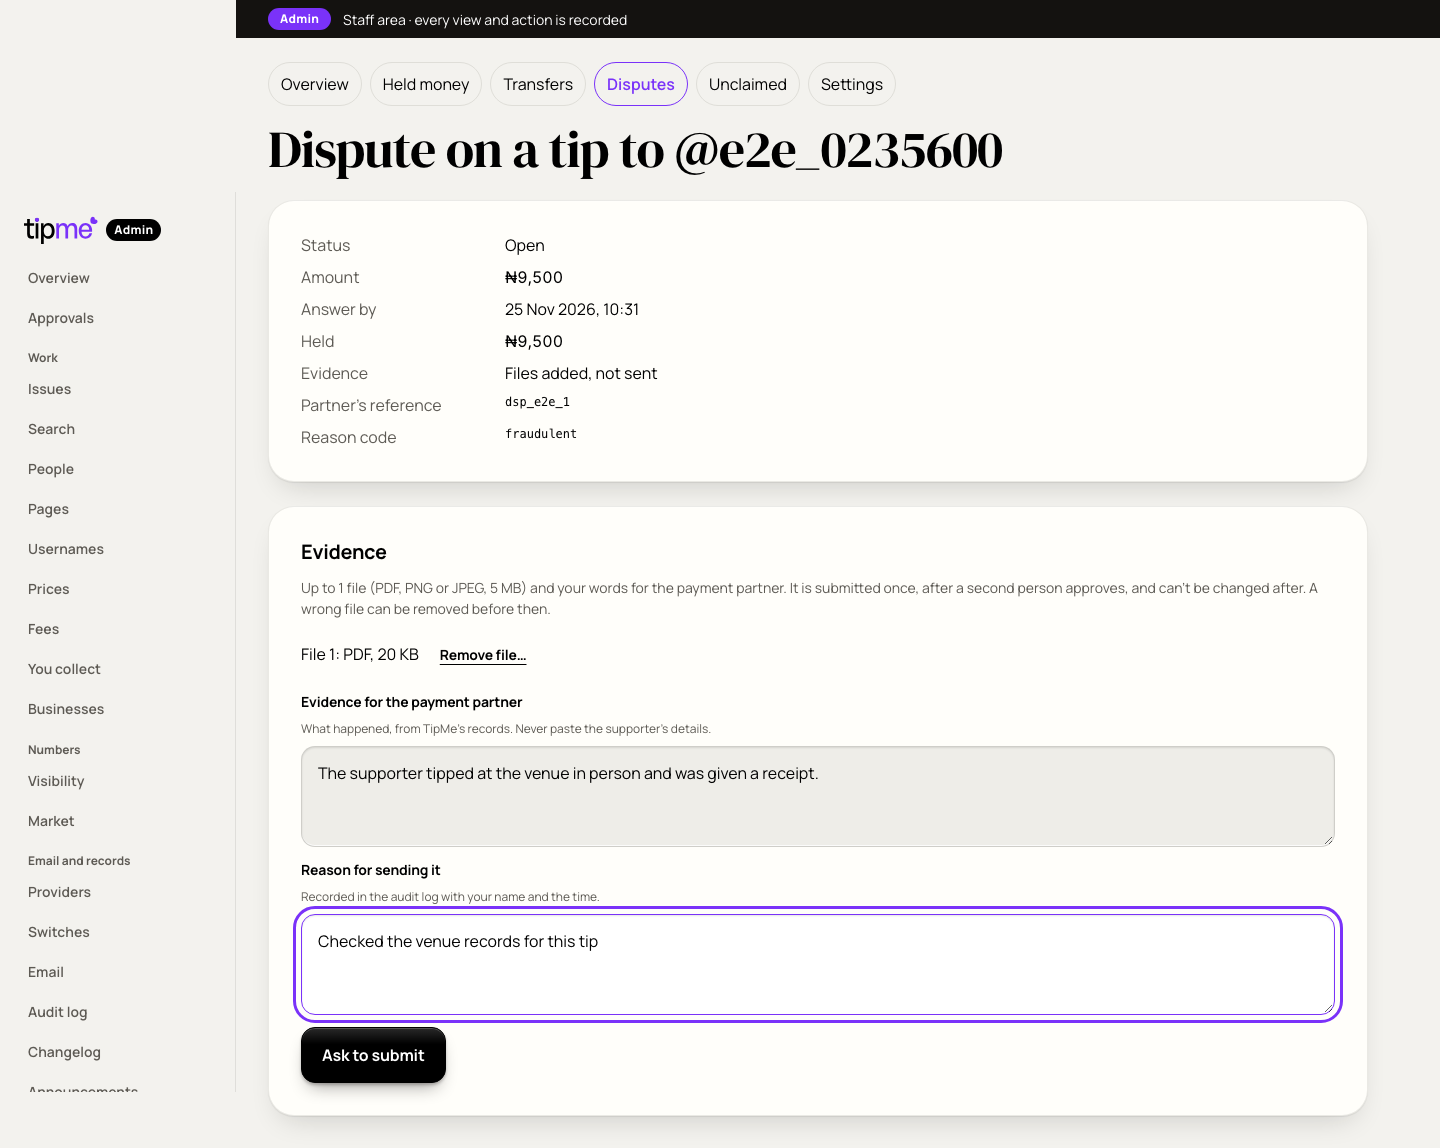 Admin Staff area · every view and action is recorded
Overview Held money Transfers Disputes Unclaimed Settings
Dispute on a tip to @e2e_0235600
tipme Admin
Overview
Approvals
Work
Issues
Search
People
Pages
Usernames
Prices
Fees
You collect
Businesses
Numbers
Visibility
Market
Email and records
Providers
Switches
Email
Audit log
Changelog
Announcements
Status Open
Amount ₦9,500
Answer by 25 Nov 2026, 10:31
Held ₦9,500
Evidence Files added, not sent
Partner's reference dsp_e2e_1
Reason code fraudulent
Evidence
Up to 1 file (PDF, PNG or JPEG, 5 MB) and your words for the payment partner. It is submitted once, after a second person approves, and can't be changed after. A
wrong file can be removed before then.
File 1: PDF, 20 KB Remove file…
Evidence for the payment partner
What happened, from TipMe's records. Never paste the supporter's details.
The supporter tipped at the venue in person and was given a receipt.
Reason for sending it
Recorded in the audit log with your name and the time.
Checked the venue records for this tip
Ask to submit